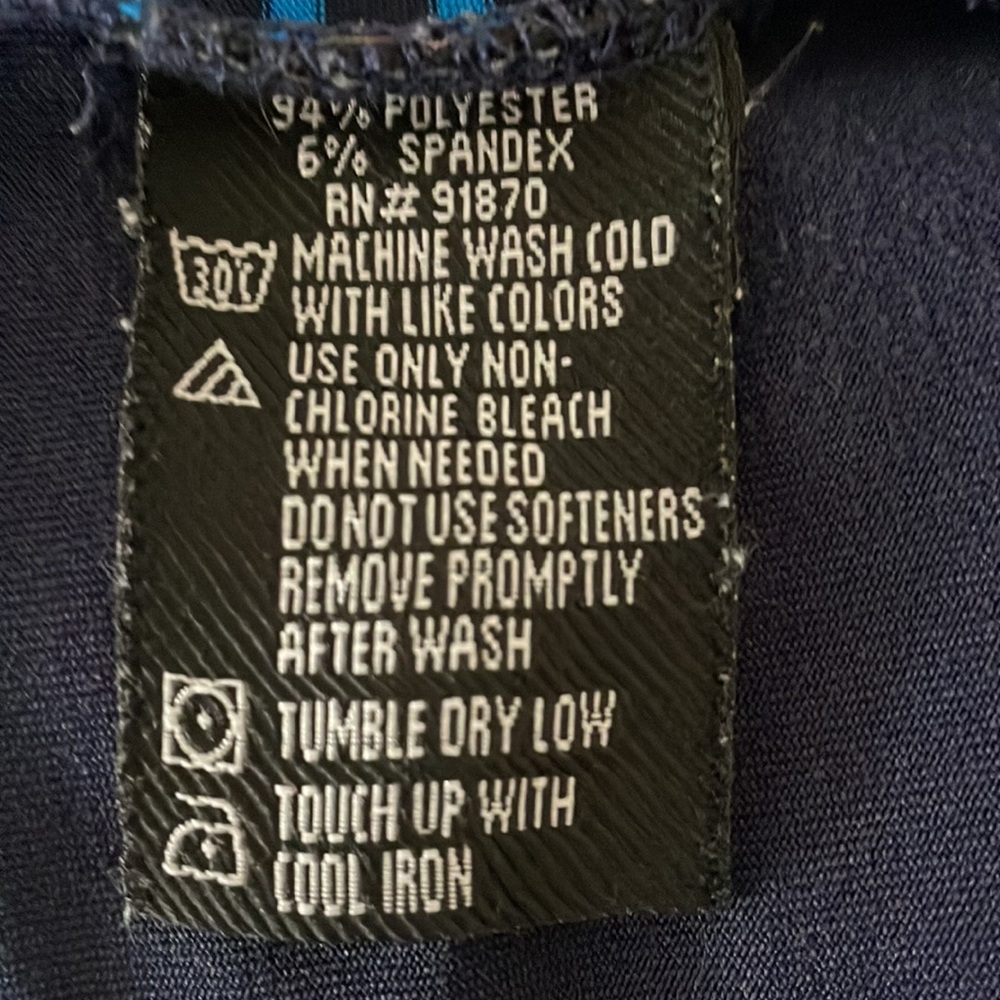 94% POLYESTER
6% SPANDEX
RN# 91870
30°C
MACHINE WASH COLD
WITH LIKE COLORS
USE ONLY NON-
CHLORINE BLEACH
WHEN NEEDED
DO NOT USE SOFTENERS
REMOVE PROMPTLY
AFTER WASH
TUMBLE DRY LOW
TOUCH UP WITH
COOL IRON